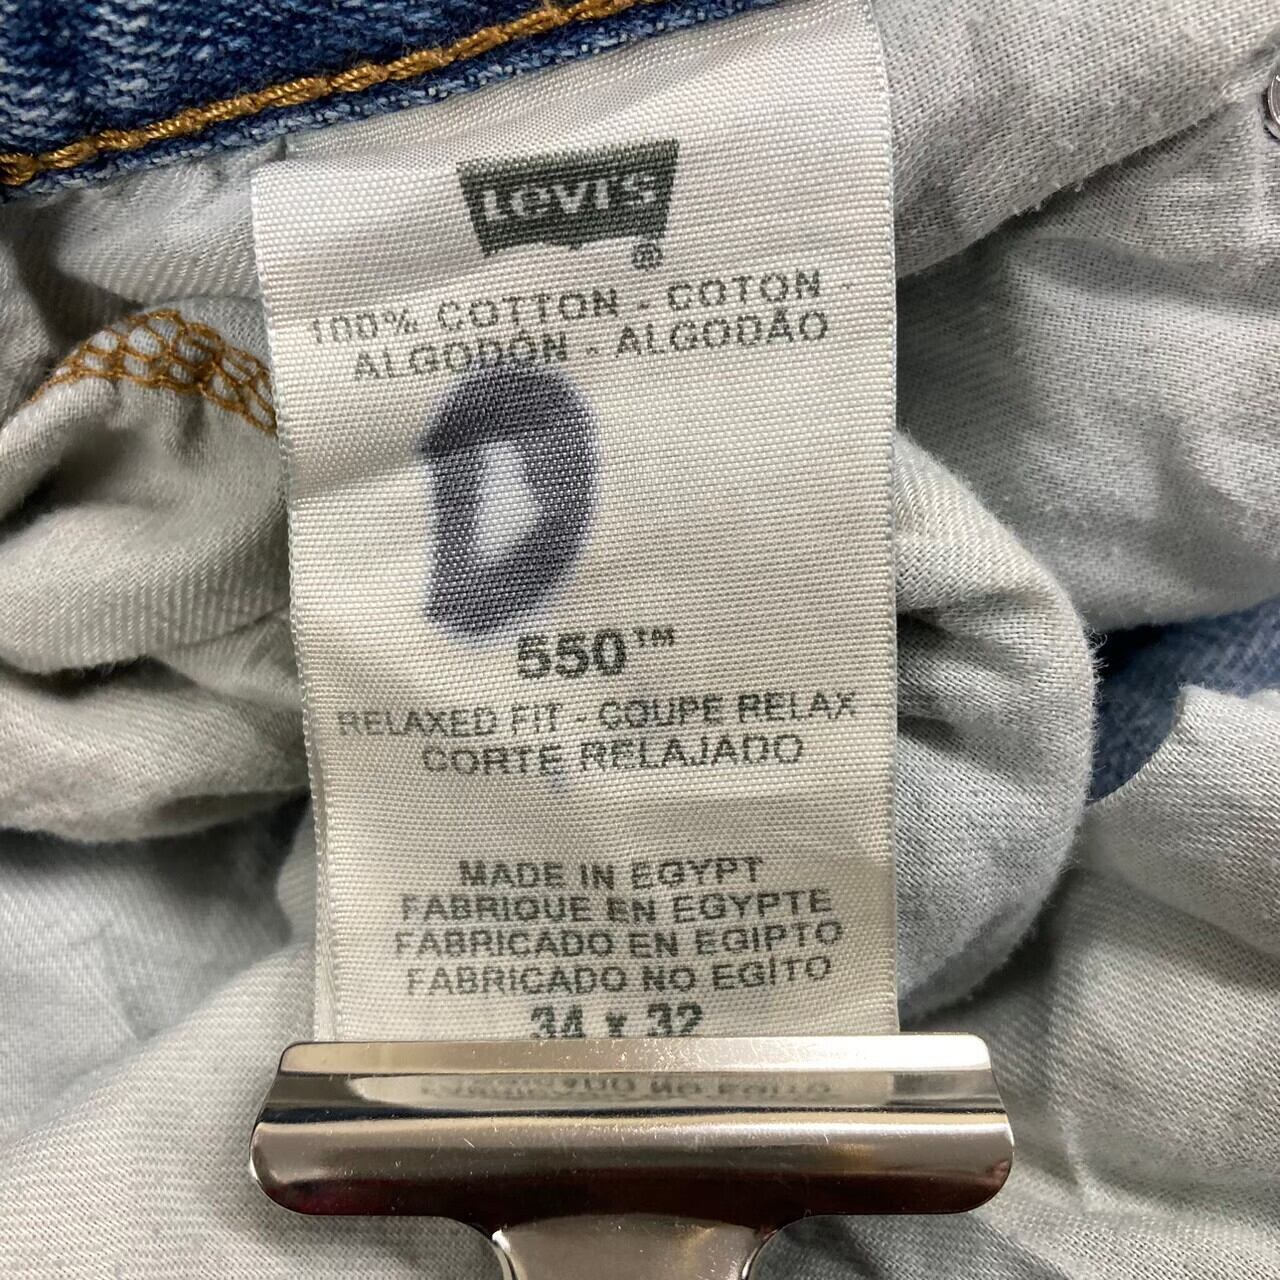 Levi's
®
100% COTTON - COTON -
ALGODÓN - ALGODÃO
D
550™
RELAXED FIT - COUPE RELAX
CORTE RELAJADO
MADE IN EGYPT
FABRIQUE EN EGYPTE
FABRICADO EN EGIPTO
FABRICADO NO EGITO
34 x 32